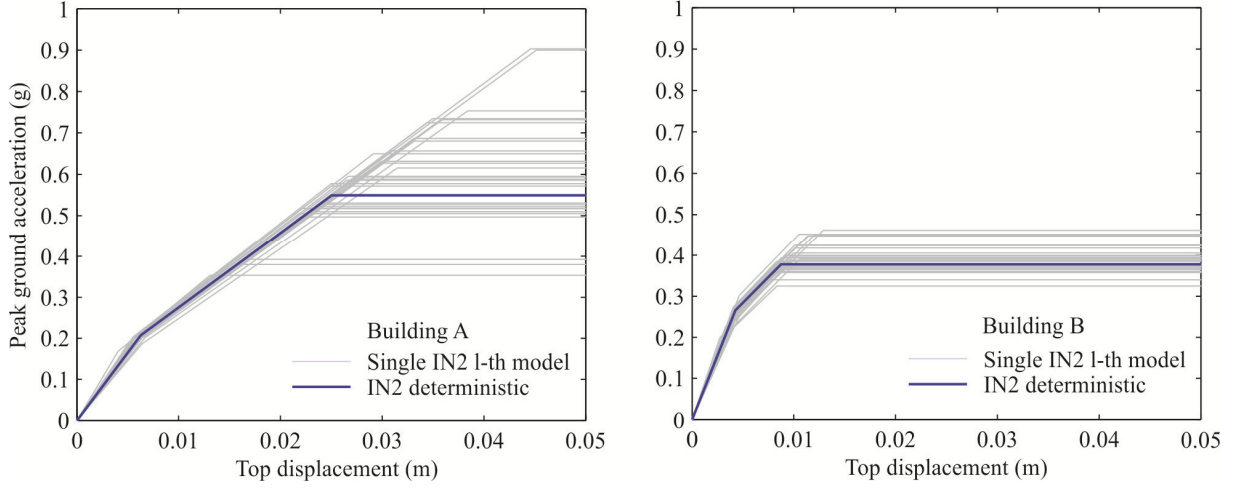 1
0.9
0.8
0.7
0.6
0.5
0.4
0.3
0.2
0.1
0
Peak ground acceleration (g)
Building A
Single IN2 l-th model
IN2 deterministic
0 0.01 0.02 0.03 0.04 0.05
Top displacement (m)
1
0.9
0.8
0.7
0.6
0.5
0.4
0.3
0.2
0.1
0
Building B
Single IN2 l-th model
IN2 deterministic
0 0.01 0.02 0.03 0.04 0.05
Top displacement (m)